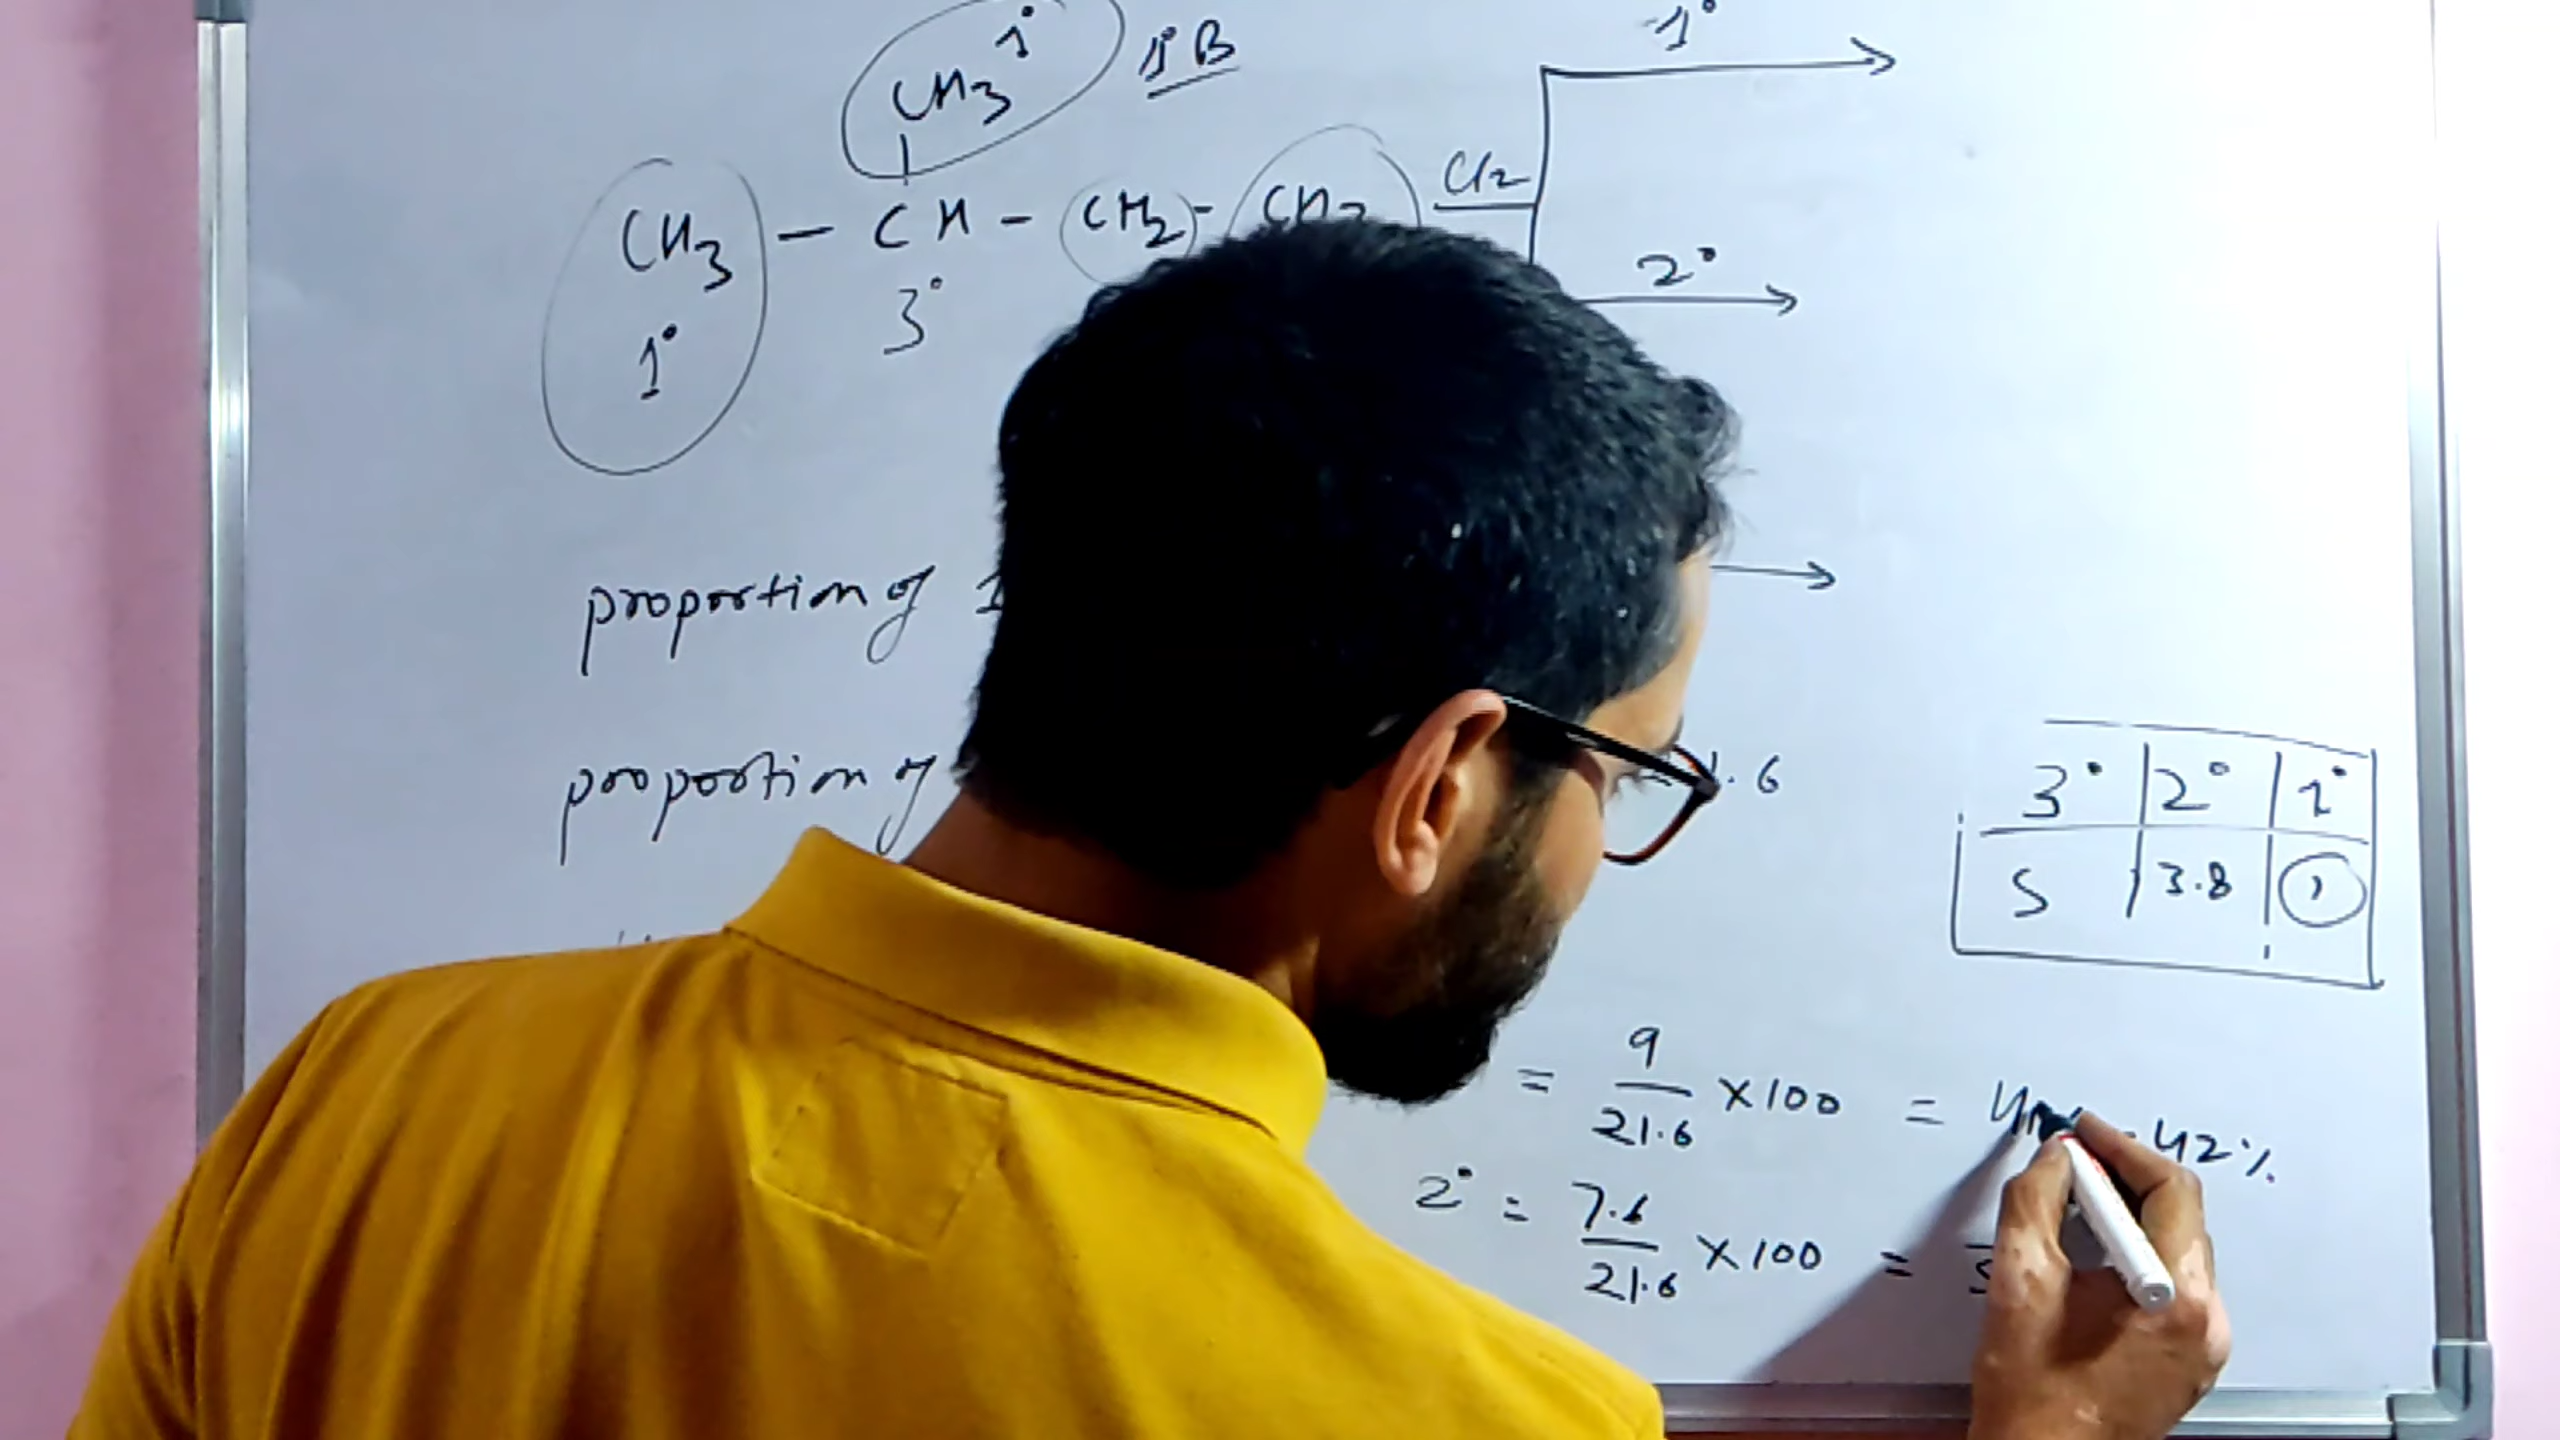 1°
CH3 1° 1° B
Cl2
CH3 - CH - CH2 -
2°
1° 3°
proportion of 1
proportion of .6
3° 2° 1°
5 3.8 1
= 9/21.6 ×100 = 42%
2° = 7.6/21.6 ×100 =